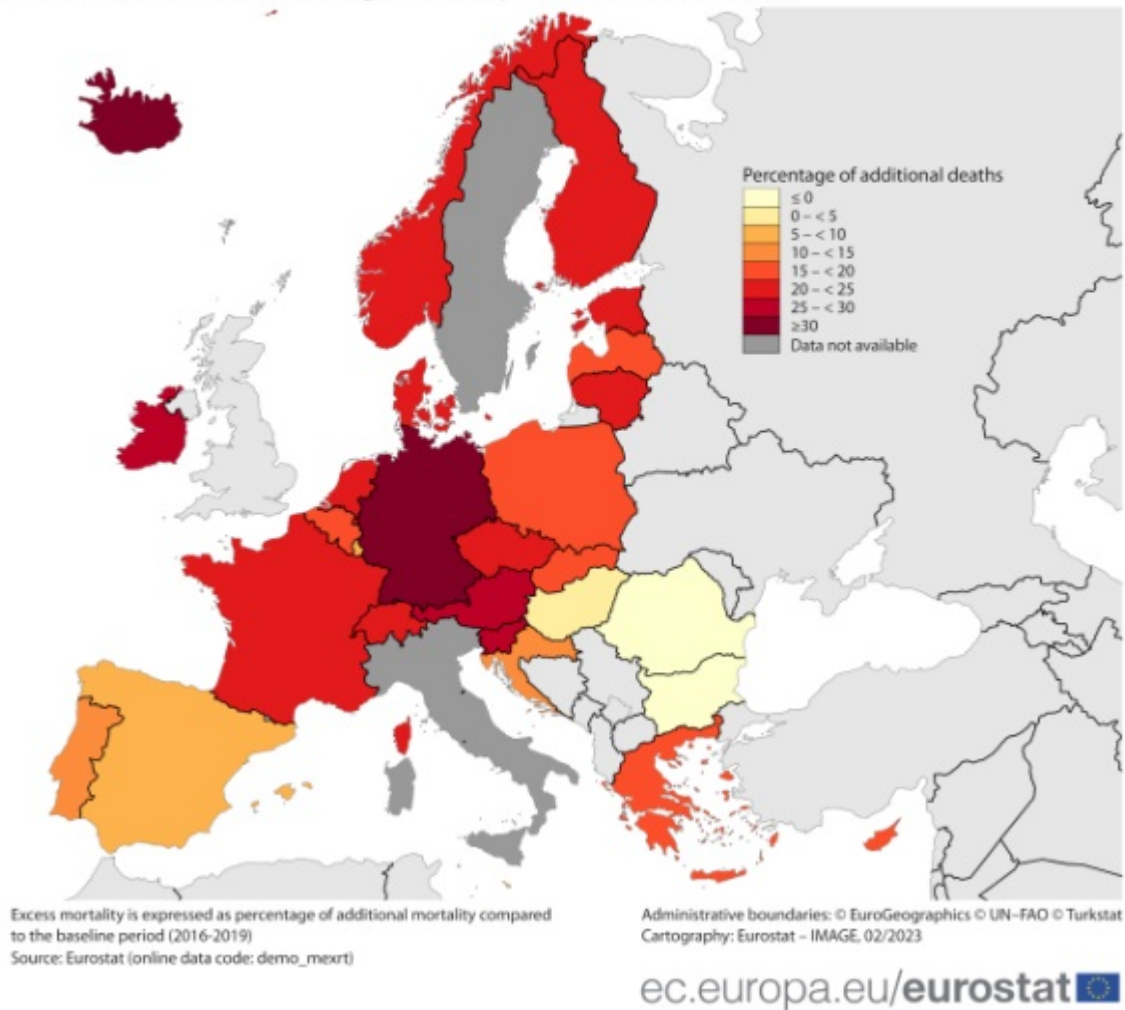 Percentage of additional deaths
≤ 0
0 – < 5
5 – < 10
10 – < 15
15 – < 20
20 – < 25
25 – < 30
≥30
Data not available
Excess mortality is expressed as percentage of additional mortality compared
to the baseline period (2016-2019)
Source: Eurostat (online data code: demo_mexrt)
Administrative boundaries: © EuroGeographics © UN–FAO © Turkstat
Cartography: Eurostat – IMAGE, 02/2023
ec.europa.eu/eurostat